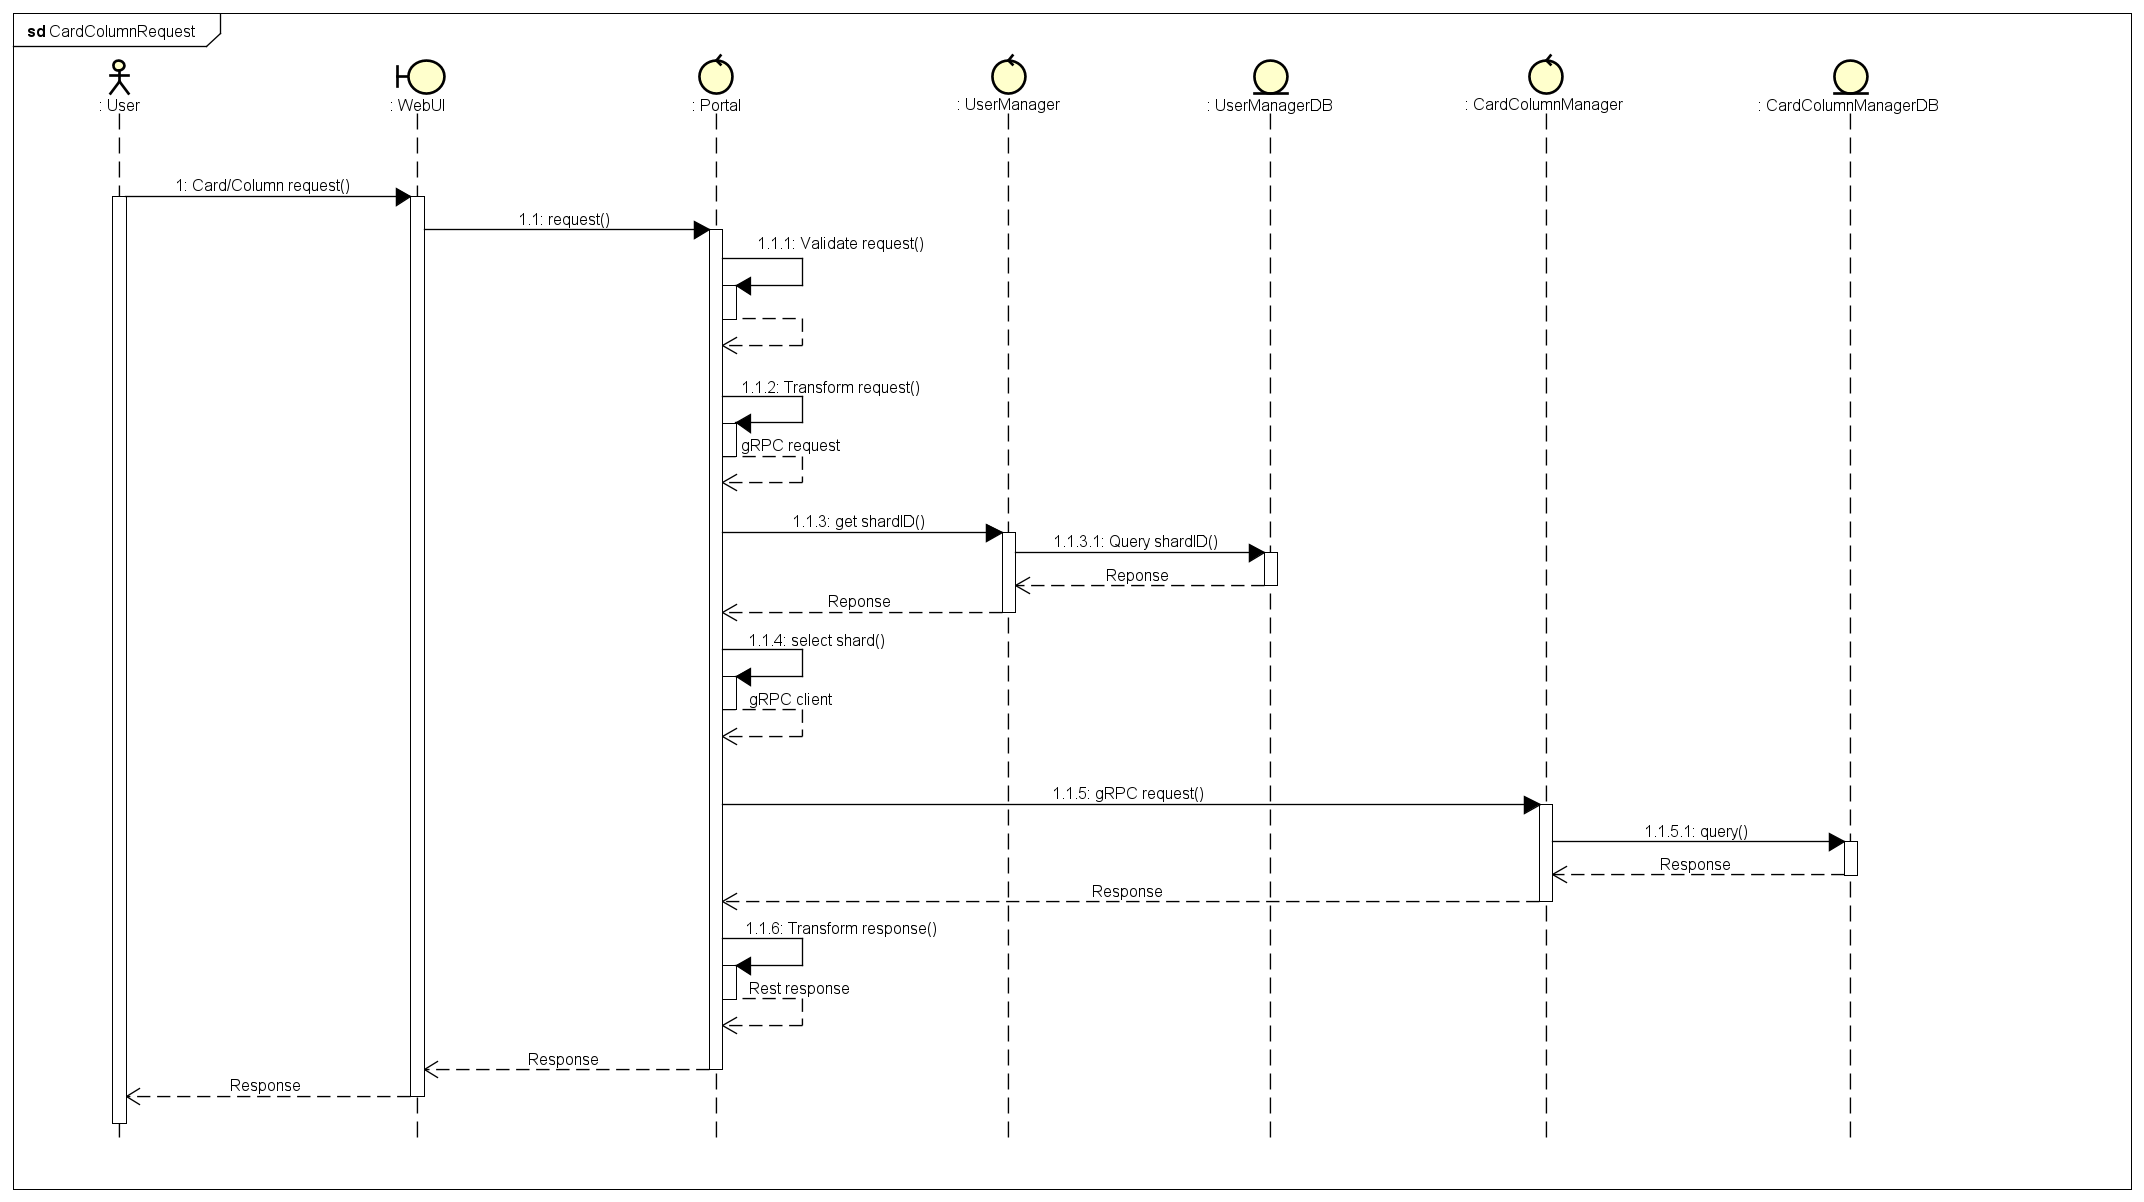 sd CardColumnRequest
: User
: WebUI
: Portal
: UserManager
: UserManagerDB
: CardColumnManager
: CardColumnManagerDB
1: Card/Column request()
1.1: request()
1.1.1: Validate request()
1.1.2: Transform request()
gRPC request
1.1.3: get shardID()
1.1.3.1: Query shardID()
Reponse
Reponse
1.1.4: select shard()
gRPC client
1.1.5: gRPC request()
1.1.5.1: query()
Response
Response
1.1.6: Transform response()
Rest response
Response
Response